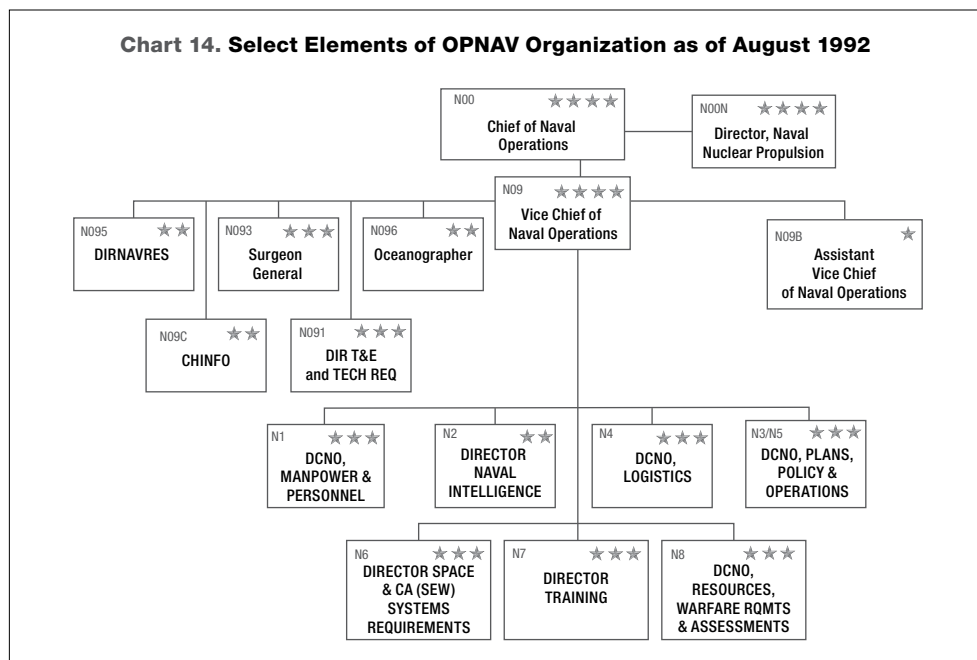 Chart 14. Select Elements of OPNAV Organization as of August 1992
N00
Chief of Naval
Operations
N00N
Director, Naval
Nuclear Propulsion
N09
Vice Chief of
Naval Operations
N095
DIRNAVRES
N093
Surgeon
General
N096
Oceanographer
N09B
Assistant
Vice Chief
of Naval Operations
N09C
CHINFO
N091
DIR T&E
and TECH REQ
N1
DCNO,
MANPOWER &
PERSONNEL
N2
DIRECTOR
NAVAL
INTELLIGENCE
N4
DCNO,
LOGISTICS
N3/N5
DCNO, PLANS,
POLICY &
OPERATIONS
N6
DIRECTOR SPACE
& CA (SEW)
SYSTEMS
REQUIREMENTS
N7
DIRECTOR
TRAINING
N8
DCNO,
RESOURCES,
WARFARE RQMTS
& ASSESSMENTS